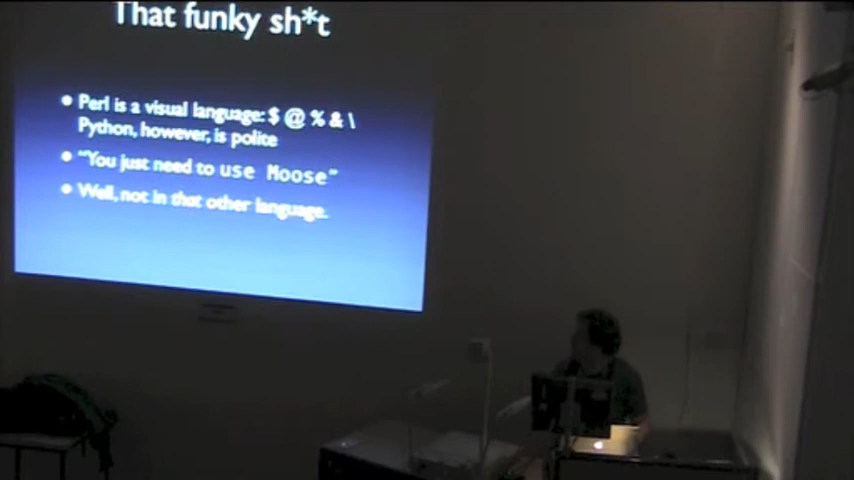 That funky sh*t
• Perl is a visual language: $ @ % & \
Python, however, is polite
• "You just need to use Moose"
• Well, not in that other language.